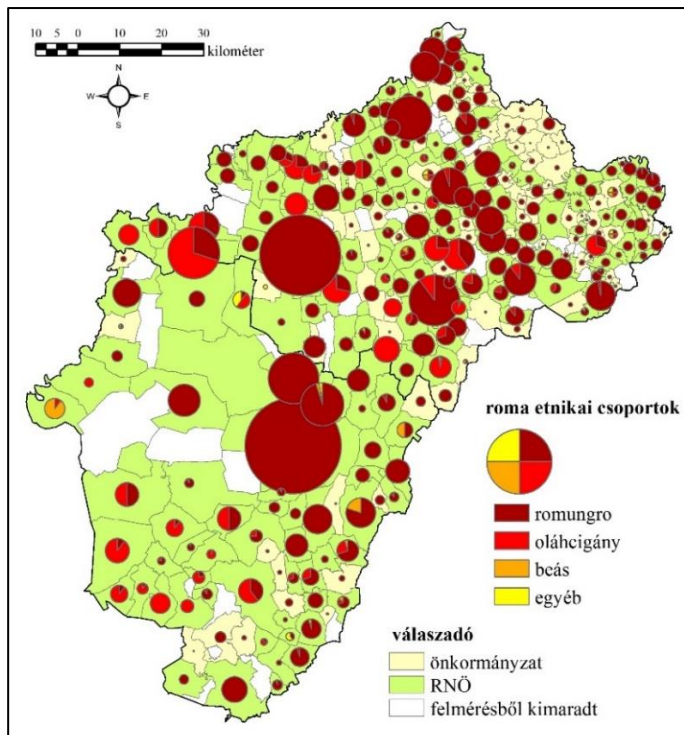 10 5 0 10 20 30
kilométer
N
W E
S
roma etnikai csoportok
romungro
oláhcigány
beás
egyéb
válaszadó
önkormányzat
RNÖ
felmérésből kimaradt